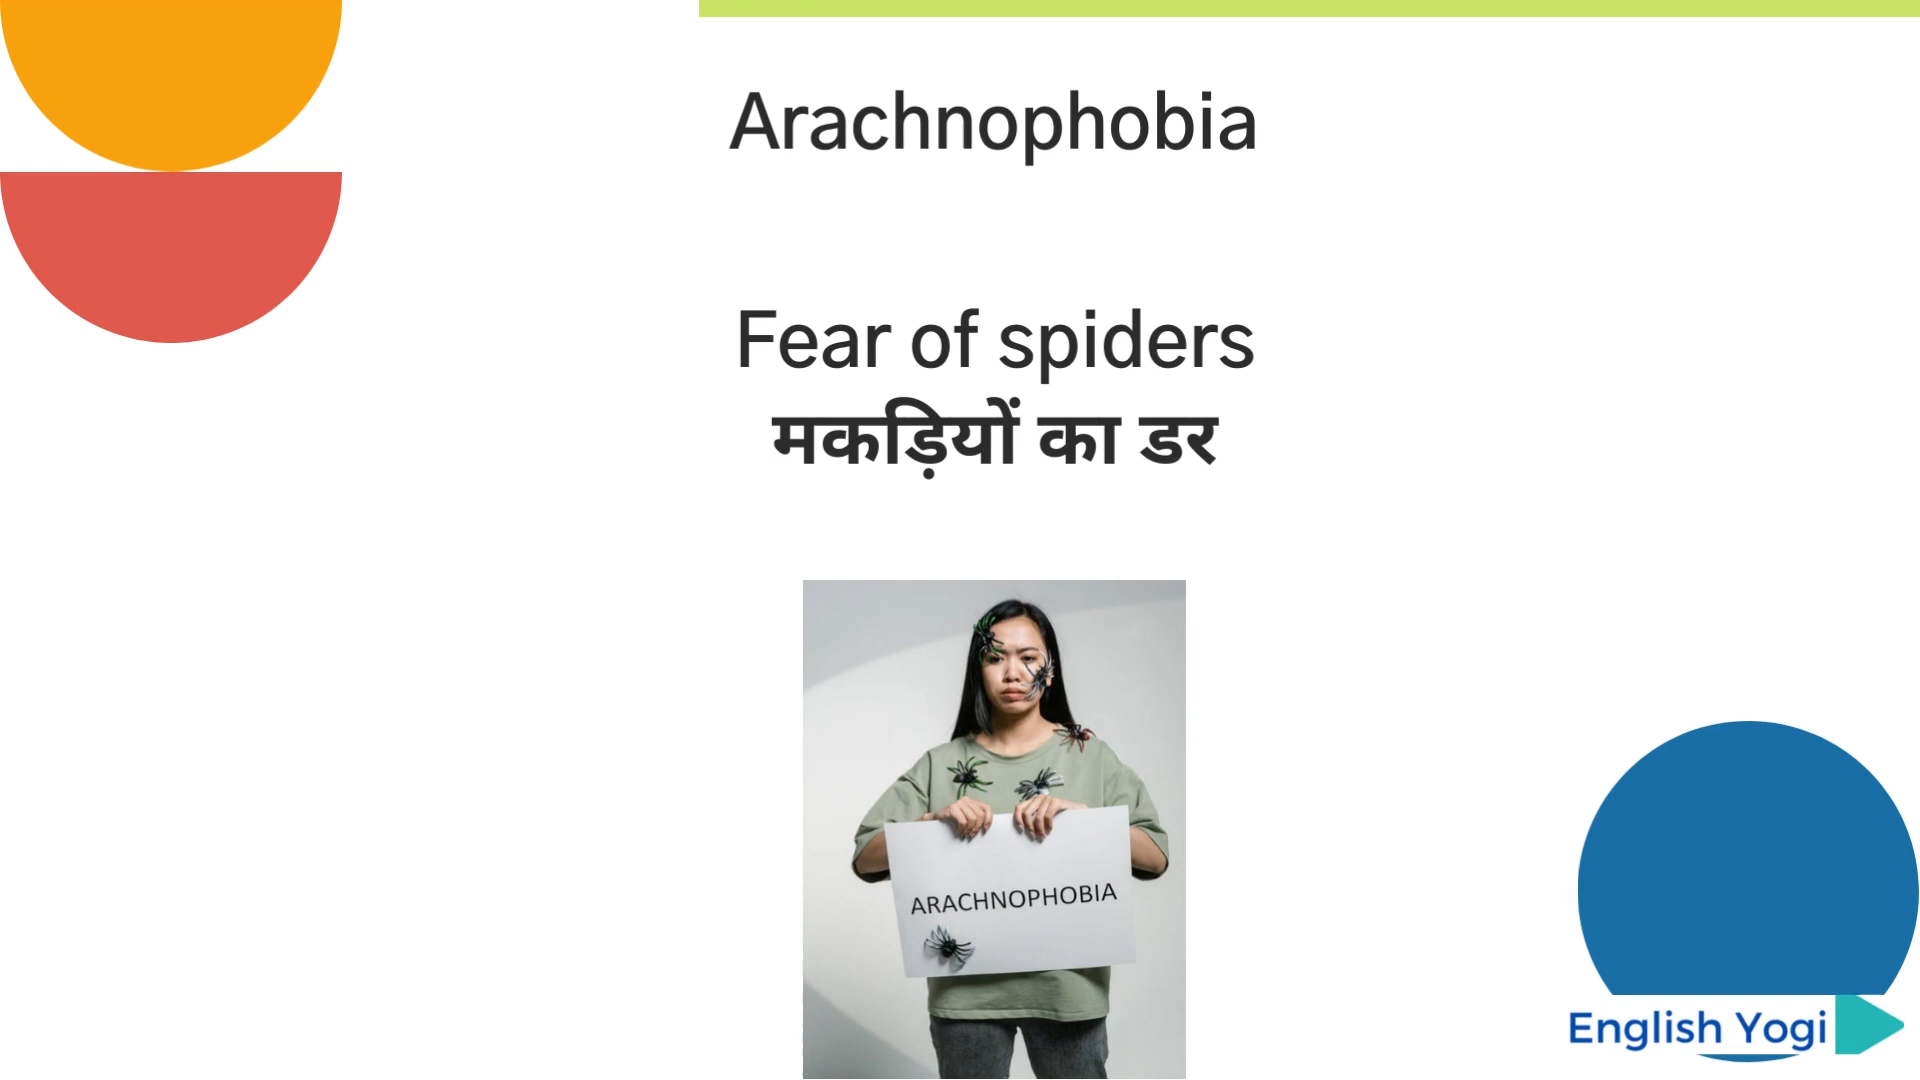 Arachnophobia
Fear of spiders
मकड़ियों का डर
ARACHNOPHOBIA
English Yogi